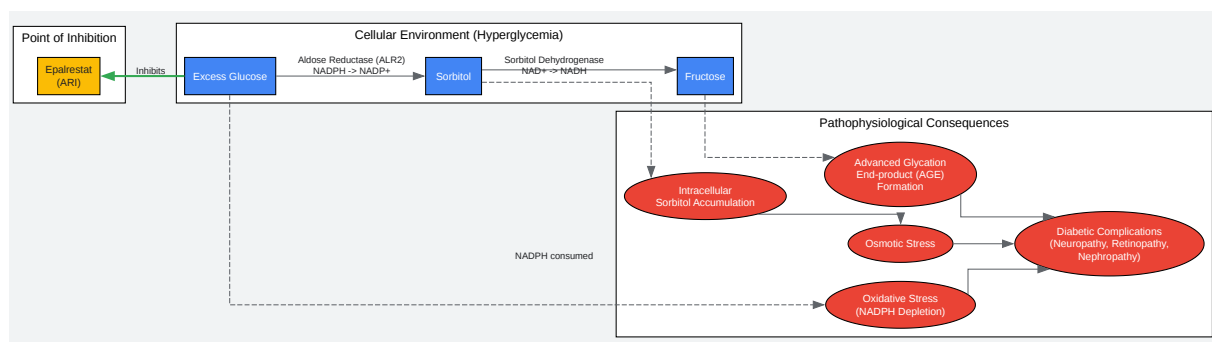 Point of Inhibition
Epalrestat
(ARI)
Inhibits
Cellular Environment (Hyperglycemia)
Excess Glucose
Aldose Reductase (ALR2)
NADPH -> NADP+
Sorbitol
Sorbitol Dehydrogenase
NAD+ -> NADH
Fructose
Pathophysiological Consequences
Intracellular
Sorbitol Accumulation
Advanced Glycation
End-product (AGE)
Formation
Osmotic Stress
Diabetic Complications
(Neuropathy, Retinopathy,
Nephropathy)
NADPH consumed
Oxidative Stress
(NADPH Depletion)